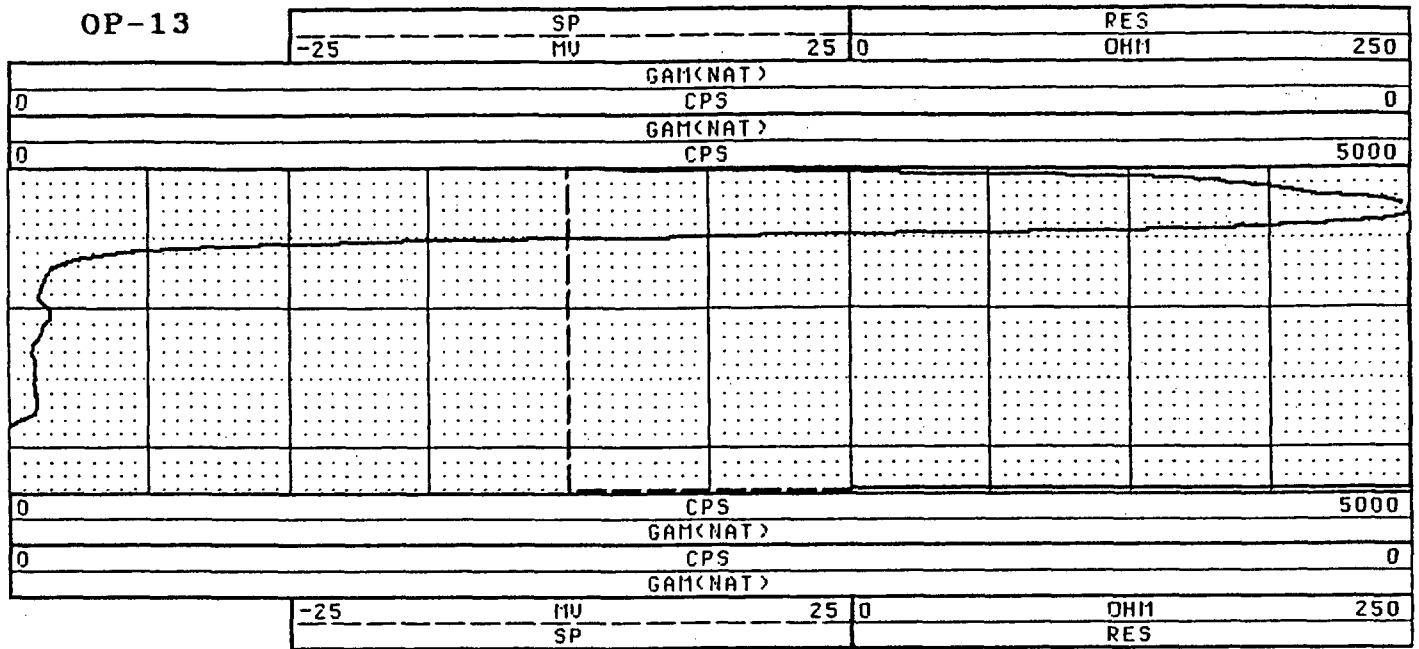 OP-13
SP RES
-25 MV 25 0 OHM 250
GAM(NAT)
0 CPS 0
GAM(NAT)
0 CPS 5000
0 CPS 5000
GAM(NAT)
0 CPS 0
GAM(NAT)
-25 MV 25 0 OHM 250
SP RES